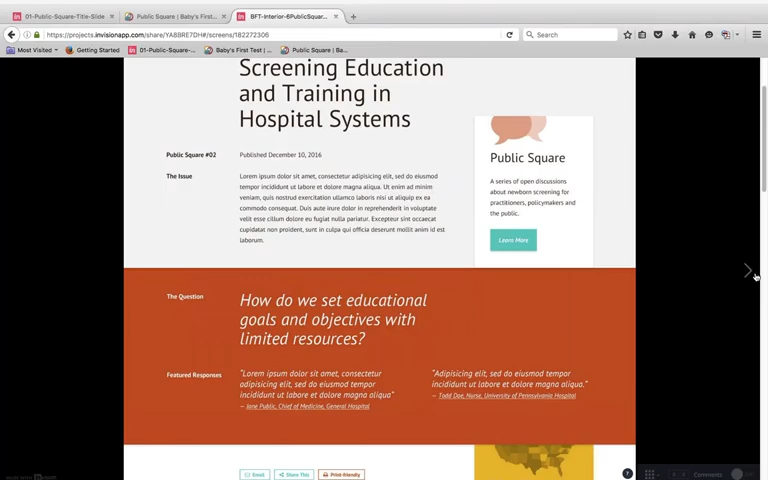 01-Public-Square-Title-Slide
Public Square | Baby's First...
BFT-Interior-6PublicSquar...
https://projects.invisionapp.com/share/YA8BRE7DH#/screens/182272306
Search
Most Visited
Getting Started
01-Public-Square-...
Baby's First Test | ...
Public Square | Ba...
Screening Education
and Training in
Hospital Systems
Public Square #02
Published December 10, 2016
The Issue
Lorem ipsum dolor sit amet, consectetur adipisicing elit, sed do eiusmod
tempor incididunt ut labore et dolore magna aliqua. Ut enim ad minim
veniam, quis nostrud exercitation ullamco laboris nisi ut aliquip ex ea
commodo consequat. Duis aute irure dolor in reprehenderit in voluptate
velit esse cillum dolore eu fugiat nulla pariatur. Excepteur sint occaecat
cupidatat non proident, sunt in culpa qui officia deserunt mollit anim id est
laborum.
Public Square
A series of open discussions
about newborn screening for
practitioners, policymakers and
the public.
Learn More
The Question
How do we set educational
goals and objectives with
limited resources?
Featured Responses
“Lorem ipsum dolor sit amet, consectetur
adipisicing elit, sed do eiusmod tempor
incididunt ut labore et dolore magna aliqua”
— Jane Public, Chief of Medicine, General Hospital
“Adipisicing elit, sed do eiusmod tempor
incididunt ut labore et dolore magna aliqua.”
— Todd Doe, Nurse, University of Pennsylvania Hospital
Email
Share This
Print-friendly
?
Comments